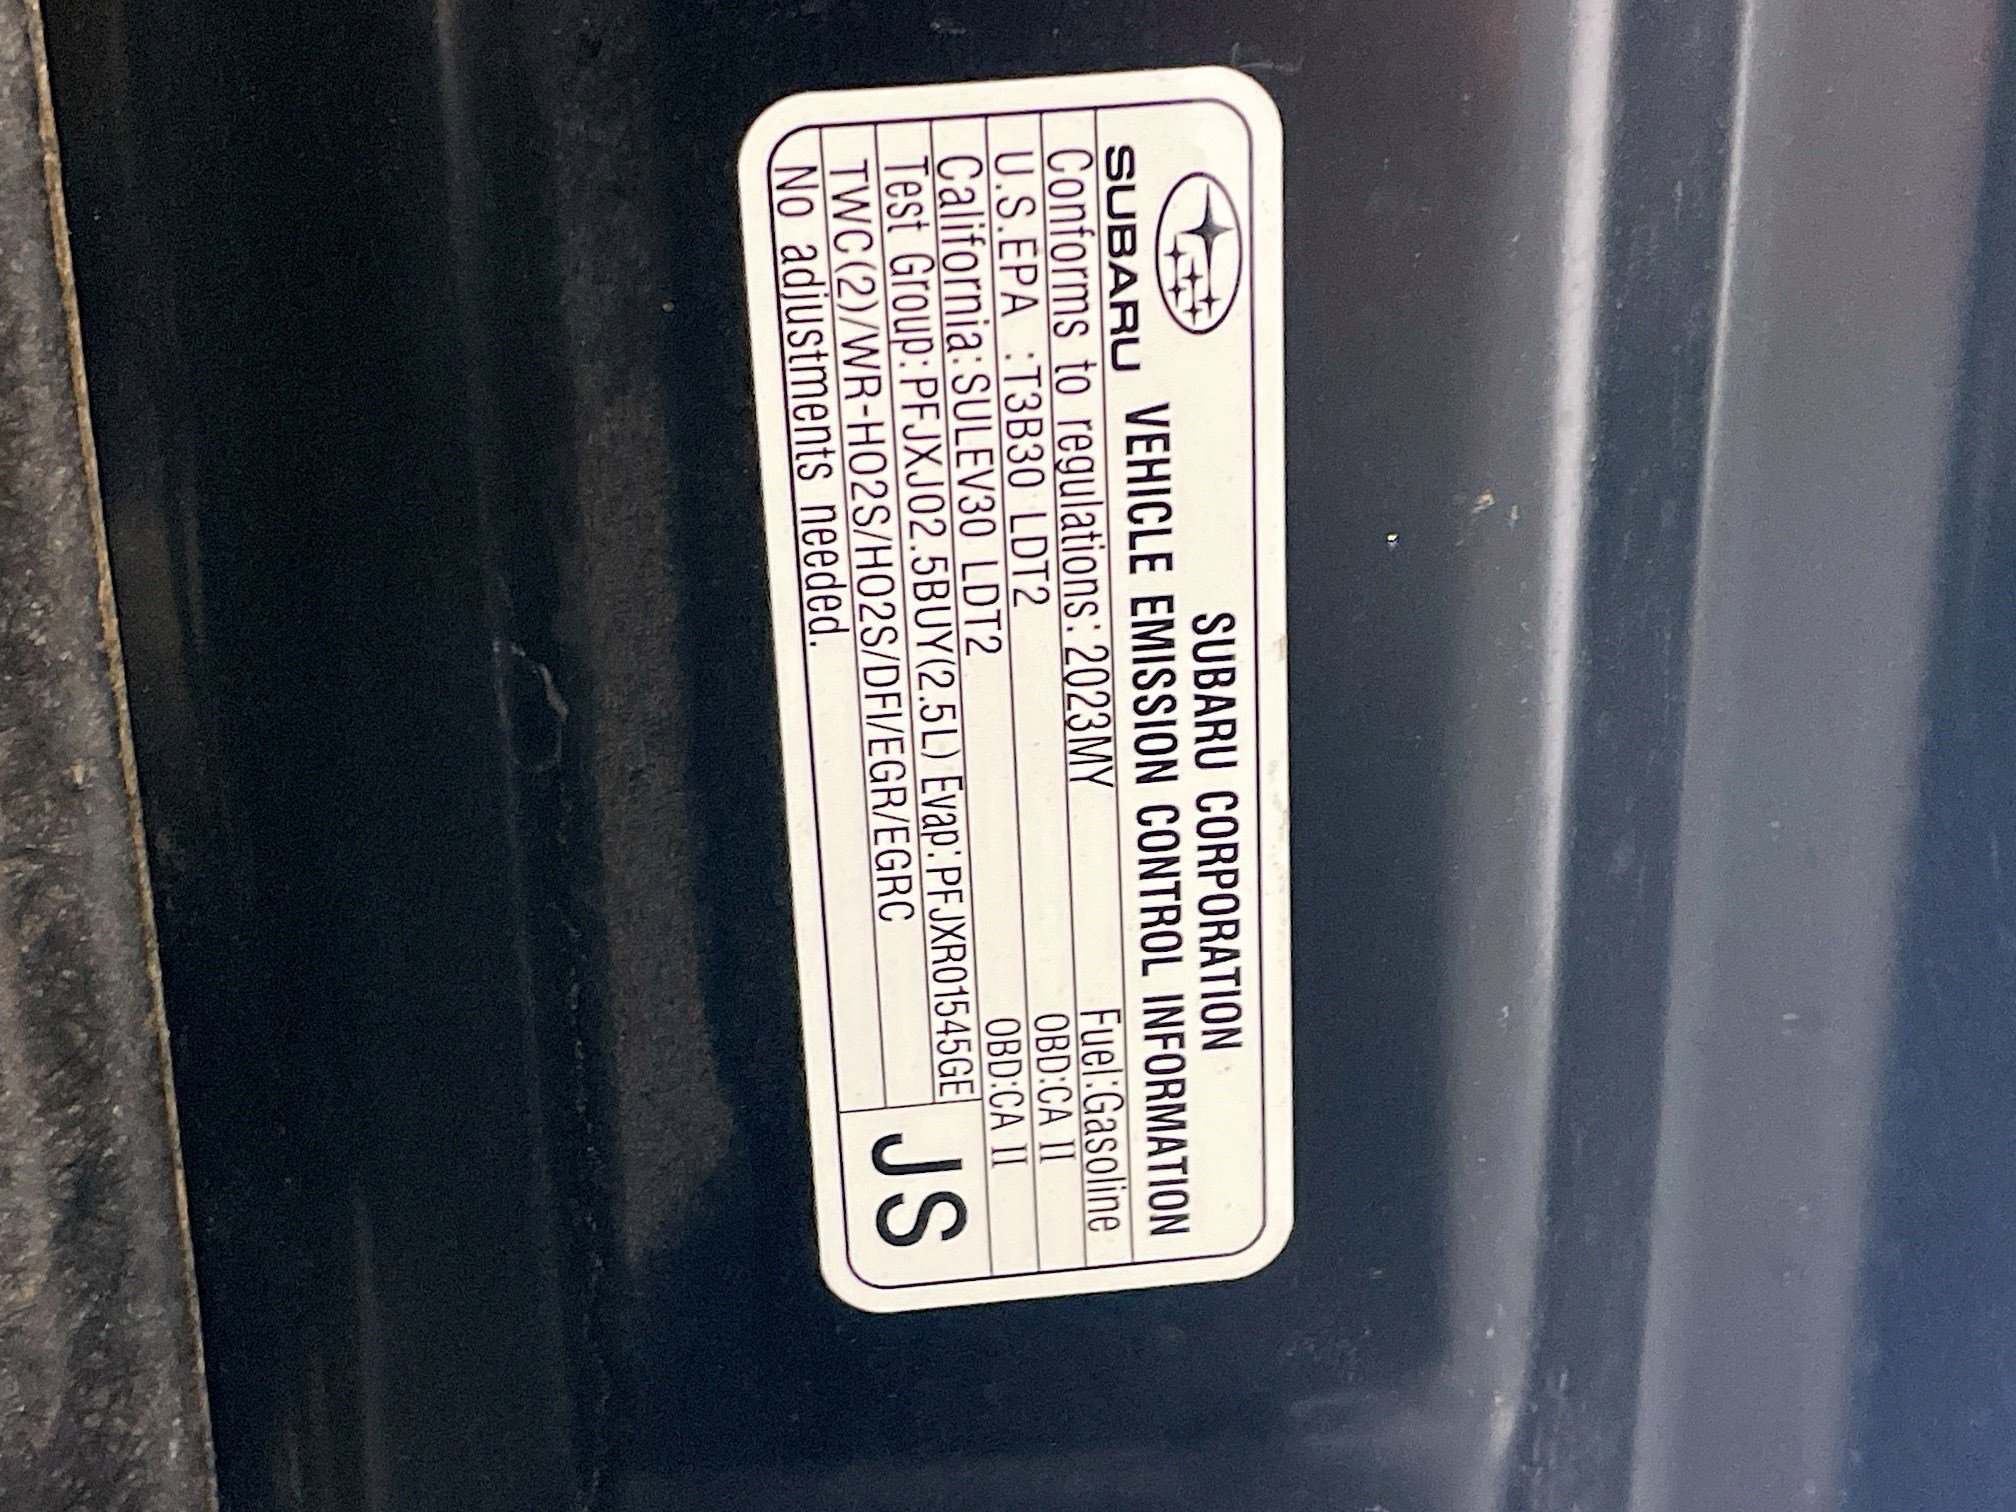 SUBARU CORPORATION
SUBARU VEHICLE EMISSION CONTROL INFORMATION
Conforms to regulations:2023MY Fuel:Gasoline
U.S.EPA :T3B30 LDT2 OBD:CA II
California:SULEV30 LDT2 OBD:CA II
Test Group:PFJXJ02.5BUY(2.5L) Evap:PFJXR01545GE
TWC(2)/WR-HO2S/HO2S/DFI/EGR/EGRC
No adjustments needed.
JS